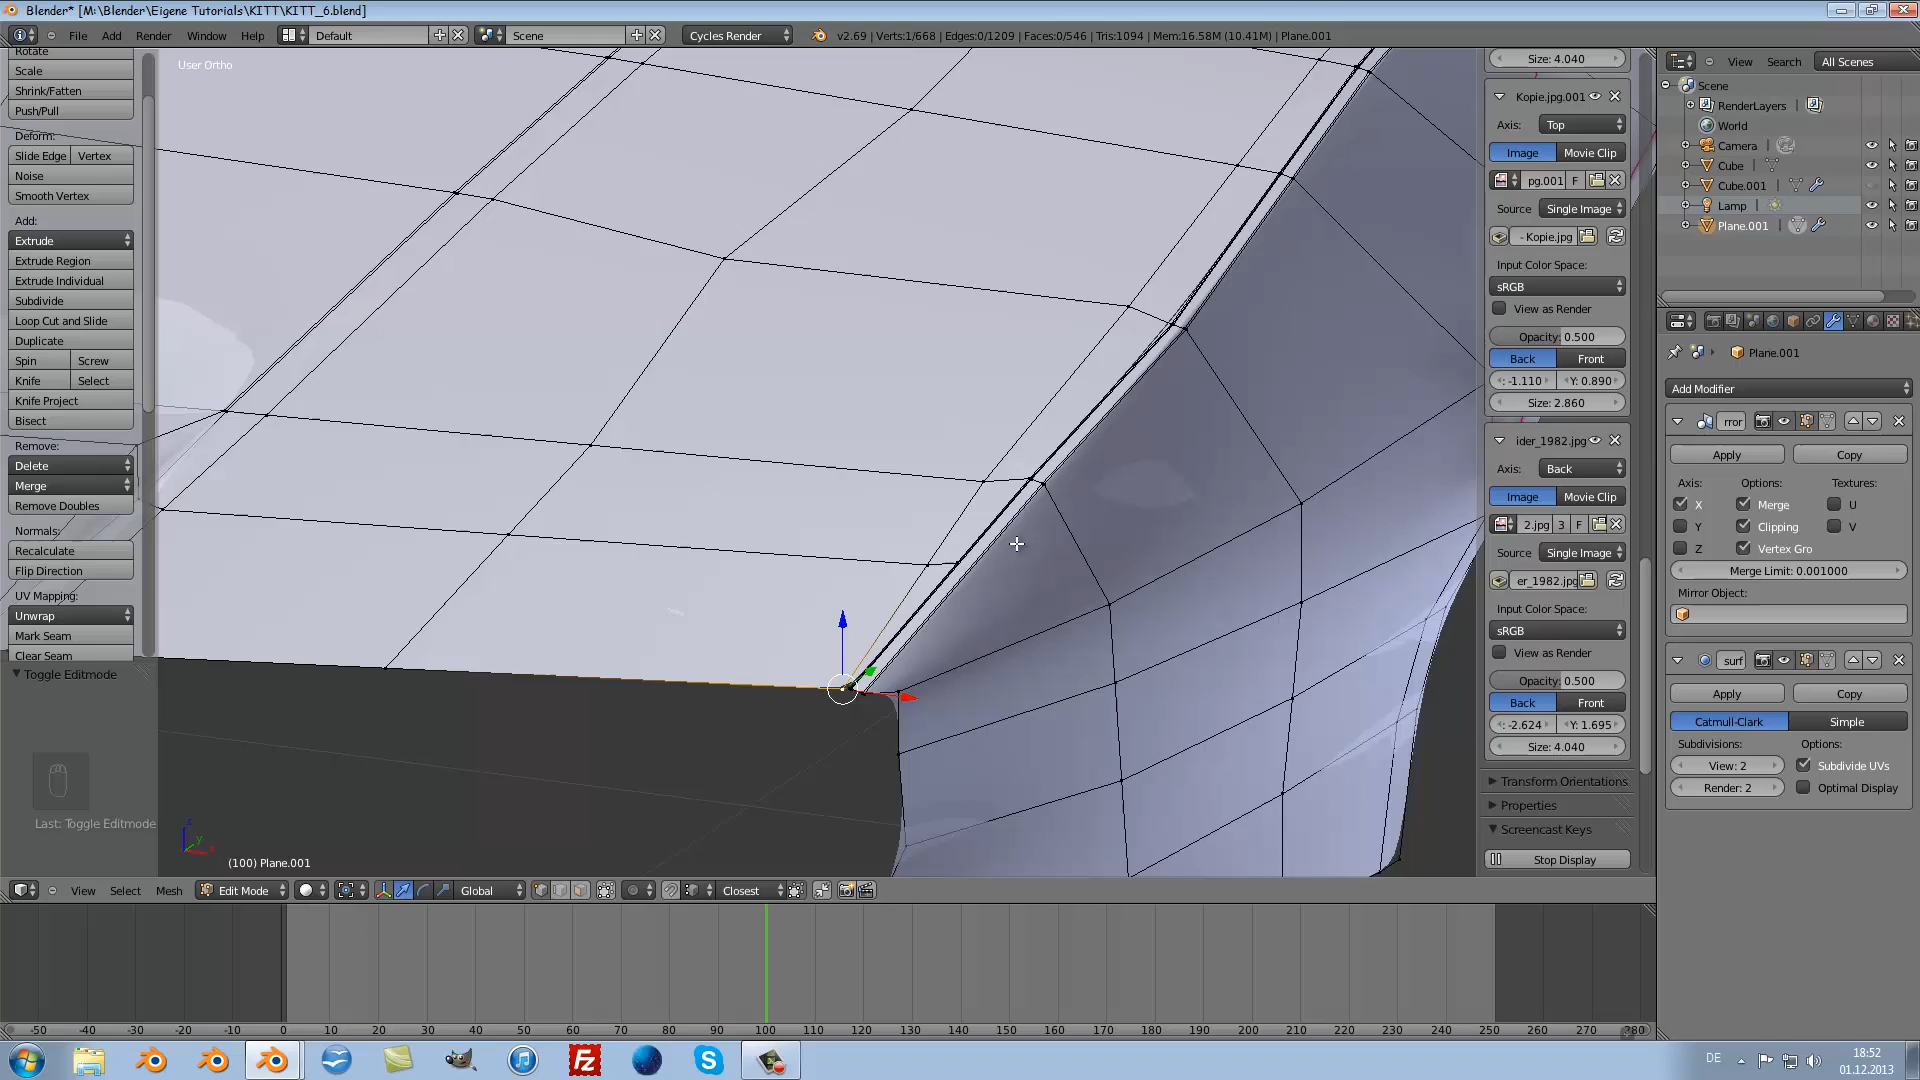 Blender* [M:\Blender\Eigene Tutorials\KITT\KITT_6.blend]
File Add Render Window Help Default Scene Cycles Render v2.69 | Verts:1/668 | Edges:0/1209 | Faces:0/546 | Tris:1094 | Mem:16.58M (10.41M) | Plane.001
Rotate
Scale
Shrink/Fatten
Push/Pull
Deform:
Slide Edge Vertex
Noise
Smooth Vertex
Add:
Extrude
Extrude Region
Extrude Individual
Subdivide
Loop Cut and Slide
Duplicate
Spin Screw
Knife Select
Knife Project
Bisect
Remove:
Delete
Merge
Remove Doubles
Normals:
Recalculate
Flip Direction
UV Mapping:
Unwrap
Mark Seam
Clear Seam
Toggle Editmode
Last: Toggle Editmode
User Ortho
z
y
x
(100) Plane.001
Size: 4.040
Kopie.jpg.001
Axis: Top
Image Movie Clip
pg.001 F
Source Single Image
- Kopie.jpg
Input Color Space:
sRGB
View as Render
Opacity: 0.500
Back Front
: -1.110 Y: 0.890
Size: 2.860
ider_1982.jpg
Axis: Back
Image Movie Clip
2.jpg 3 F
Source Single Image
er_1982.jpg
Input Color Space:
sRGB
View as Render
Opacity: 0.500
Back Front
: -2.624 Y: 1.695
Size: 4.040
Transform Orientations
Properties
Screencast Keys
Stop Display
View Search All Scenes
Scene
RenderLayers
World
Camera
Cube
Cube.001
Lamp
Plane.001
Plane.001
Add Modifier
rror
Apply Copy
Axis: Options: Textures:
X Merge U
Y Clipping V
Z Vertex Gro
Merge Limit: 0.001000
Mirror Object:
surf
Apply Copy
Catmull-Clark Simple
Subdivisions: Options:
View: 2 Subdivide UVs
Render: 2 Optimal Display
View Select Mesh Edit Mode Global Closest
-50 -40 -30 -20 -10 0 10 20 30 40 50 60 70 80 90 100 110 120 130 140 150 160 170 180 190 200 210 220 230 240 250 260 270 280
Fz
S
DE
18:52
01.12.2013